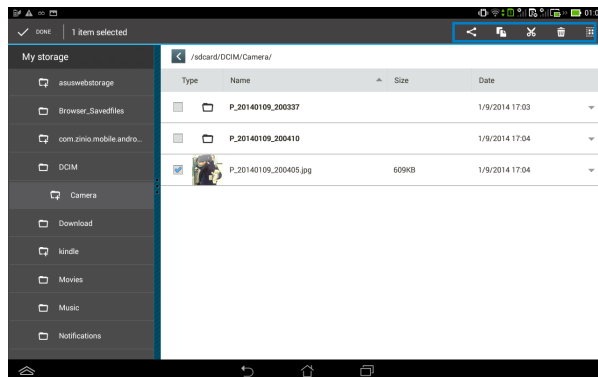 01:0
DONE 1 item selected
My storage
/sdcard/DCIM/Camera/
Type Name Size Date
asuswebstorage
Browser_Savedfiles
com.zinio.mobile.andro...
DCIM
Camera
Download
kindle
Movies
Music
Notifications
P_20140109_200337 1/9/2014 17:03
P_20140109_200410 1/9/2014 17:04
P_20140109_200405.jpg 609KB 1/9/2014 17:04